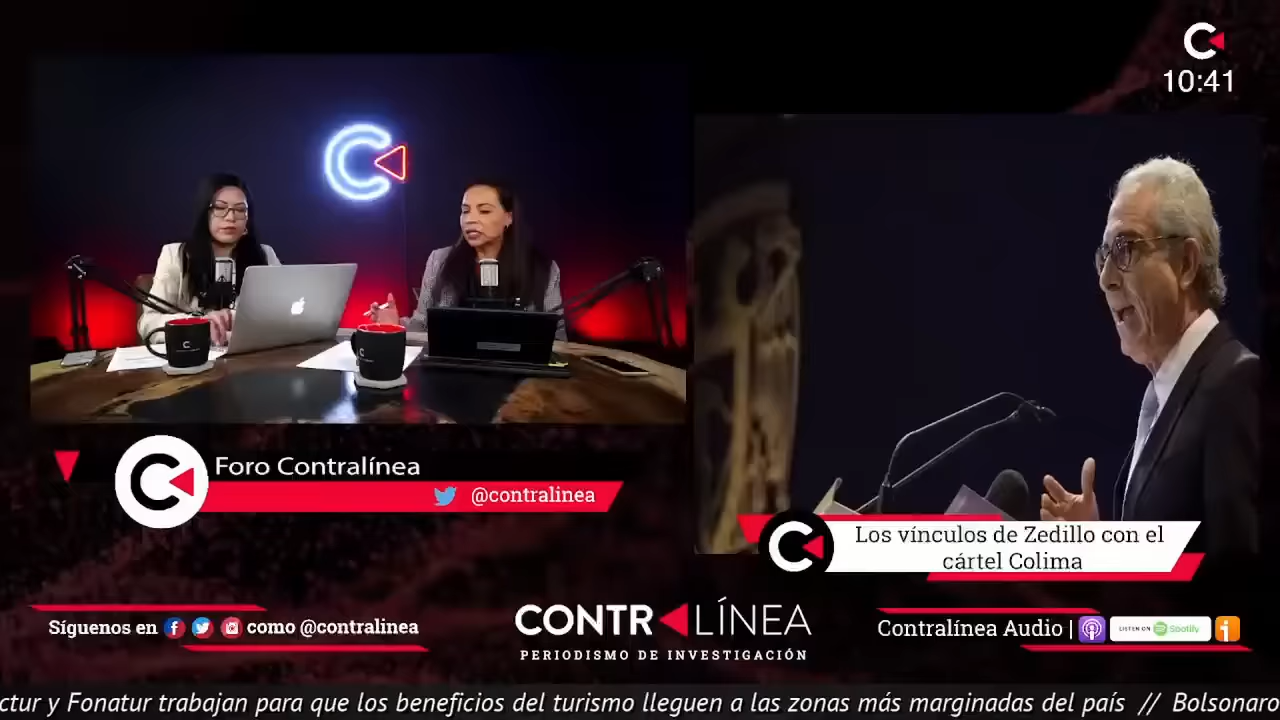 10:41
Foro Contralínea
@contralinea
Los vínculos de Zedillo con el
cártel Colima
Síguenos en como @contralinea
CONTR LÍNEA
PERIODISMO DE INVESTIGACIÓN
Contralínea Audio |
LISTEN ON Spotify
ctur y Fonatur trabajan para que los beneficios del turismo lleguen a las zonas más marginadas del país // Bolsonaro